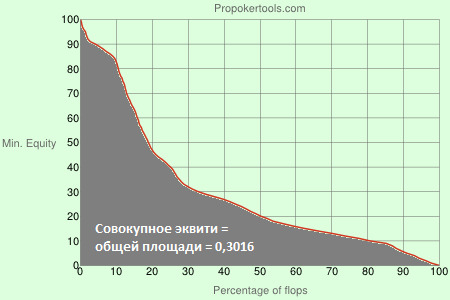 Propokertools.com
100
90
80
70
60
Min. Equity
50
40
30
20
10
0
Совокупное эквити =
общей площади = 0,3016
0 10 20 30 40 50 60 70 80 90 100
Percentage of flops